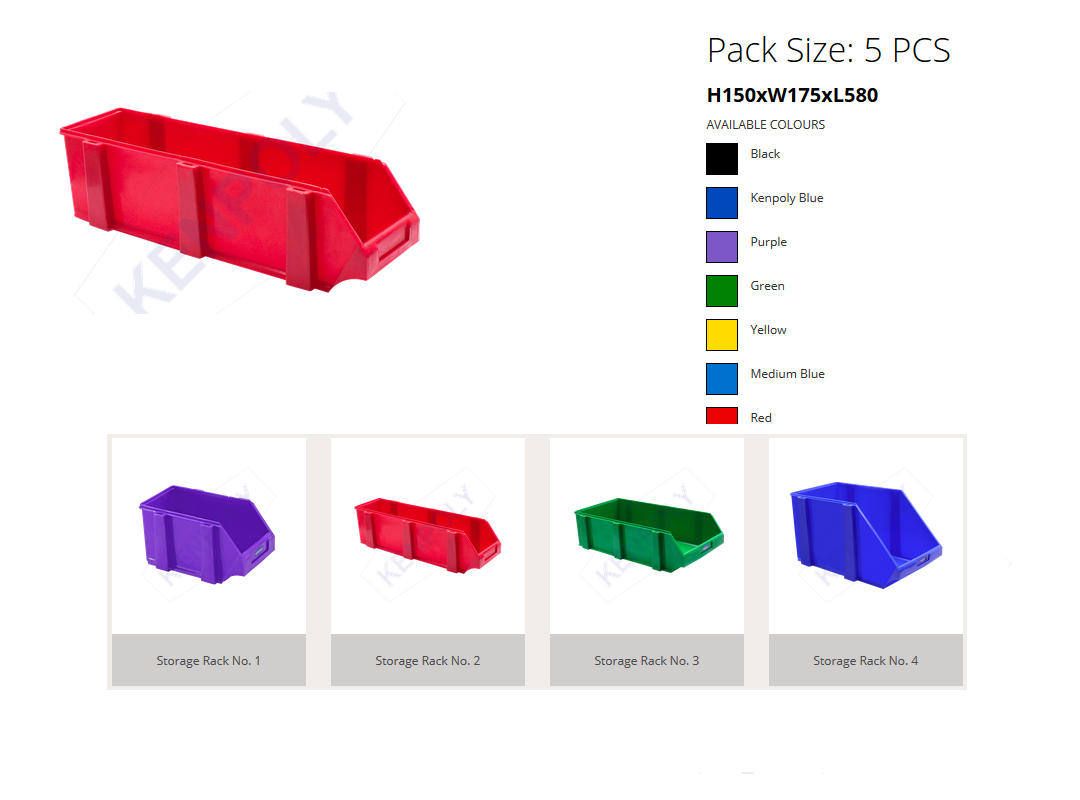 KENPOLY
Pack Size: 5 PCS
H150xW175xL580
AVAILABLE COLOURS
Black
Kenpoly Blue
Purple
Green
Yellow
Medium Blue
Red
Storage Rack No. 1
Storage Rack No. 2
Storage Rack No. 3
Storage Rack No. 4